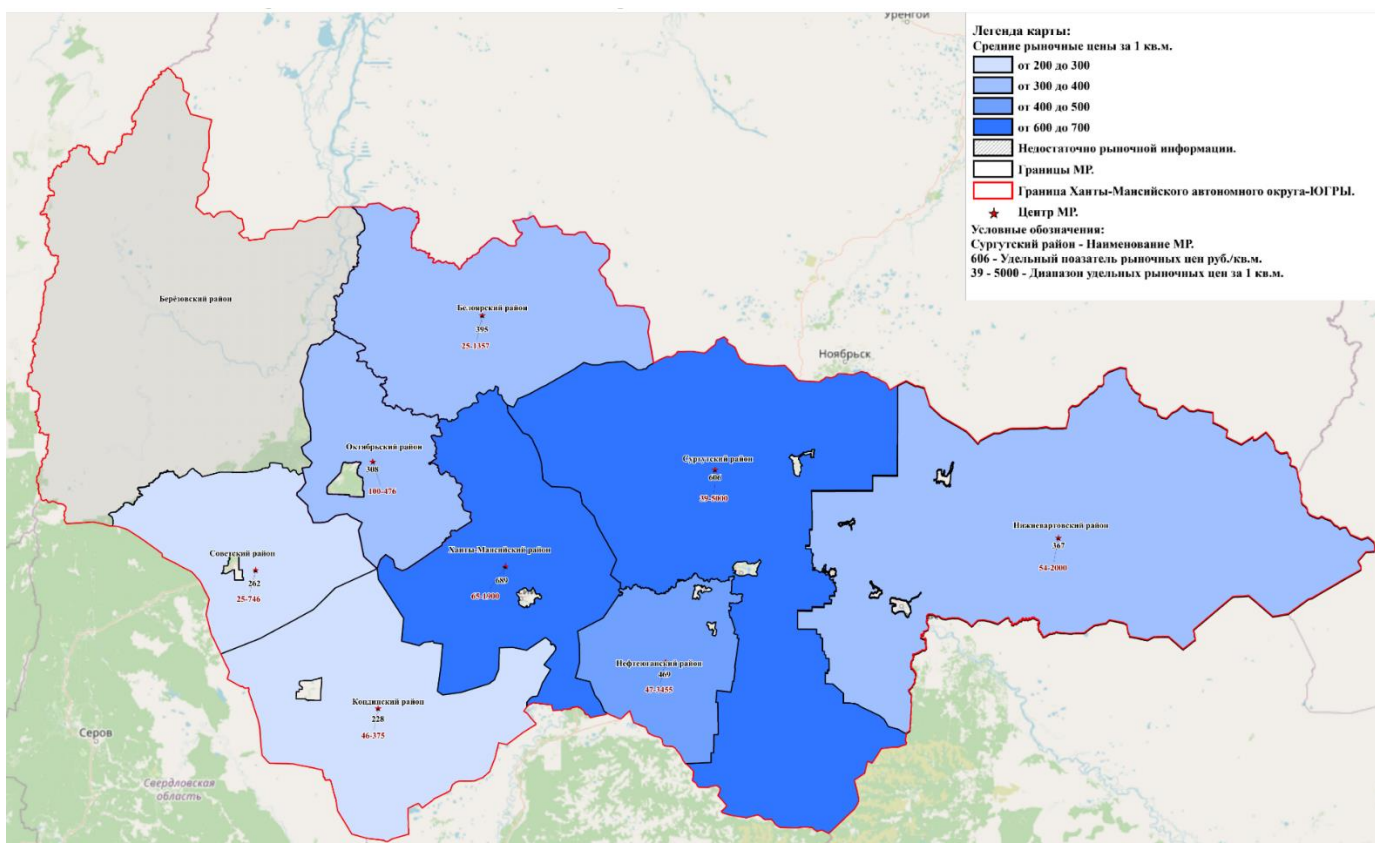 Уренгой
Легенда карты:
Средние рыночные цены за 1 кв.м.
от 200 до 300
от 300 до 400
от 400 до 500
от 600 до 700
Недостаточно рыночной информации.
Границы МР.
Граница Ханты-Мансийского автономного округа-ЮГРЫ.
Центр МР.
Условные обозначения:
Сургутский район - Наименование МР.
606 - Удельный поазатель рыночных цен руб./кв.м.
39 - 5000 - Диапазон удельных рыночных цен за 1 кв.м.
Берёзовский район
Белоярский район
395
25-1357
Ноябрьск
Октябрьский район
308
100-476
Сургутский район
606
39-5000
Нижневартовский район
367
54-2000
Советский район
262
25-746
Ханты-Мансийский район
689
65-1900
Нефтеюганский район
469
47-3455
Кондинский район
228
46-375
Серов
Свердловская
область